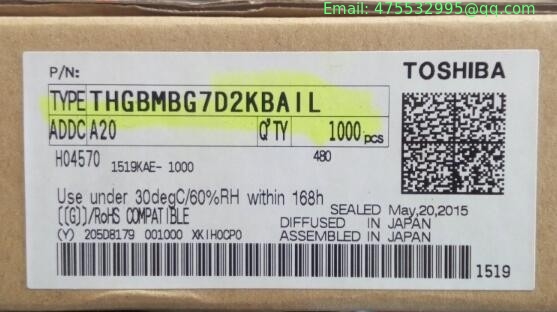 Email: 475532995@qq.com
P/N:
TOSHIBA
TYPE THGBMBG7D2KBAIL
ADDC A20 Q'TY 1000 pcs
H04570 1519KAE- 1000 480
Use under 30degC/60%RH within 168h
[[G]]/RoHS COMPATIBLE
SEALED May,20,2015
DIFFUSED IN JAPAN
(Y) 205D8179 001000 XKIH0CP0
ASSEMBLED IN JAPAN
1519